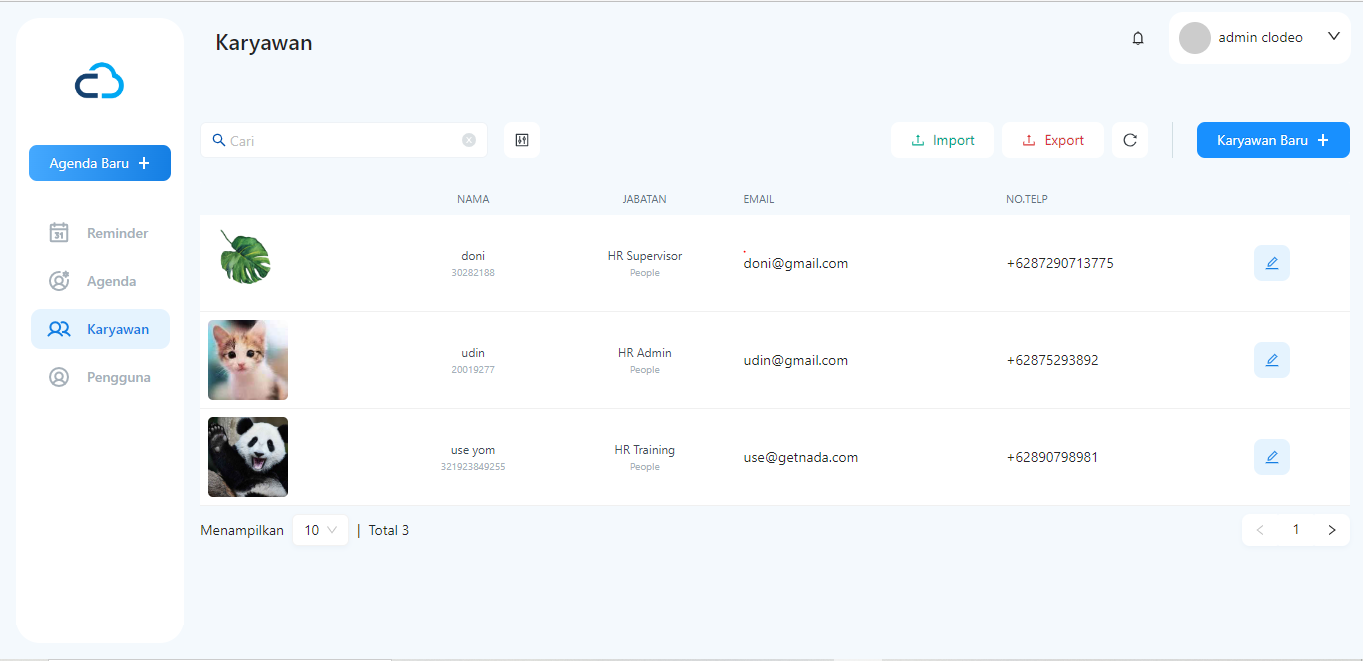 Karyawan
admin clodeo
Agenda Baru +
Cari
Import
Export
Karyawan Baru +
31 Reminder
Agenda
Karyawan
Pengguna
NAMA JABATAN EMAIL NO.TELP
doni HR Supervisor doni@gmail.com +6287290713775
30282188 People
udin HR Admin udin@gmail.com +62875293892
20019277 People
use yom HR Training use@getnada.com +62890798981
321923849255 People
Menampilkan 10 | Total 3
< 1 >